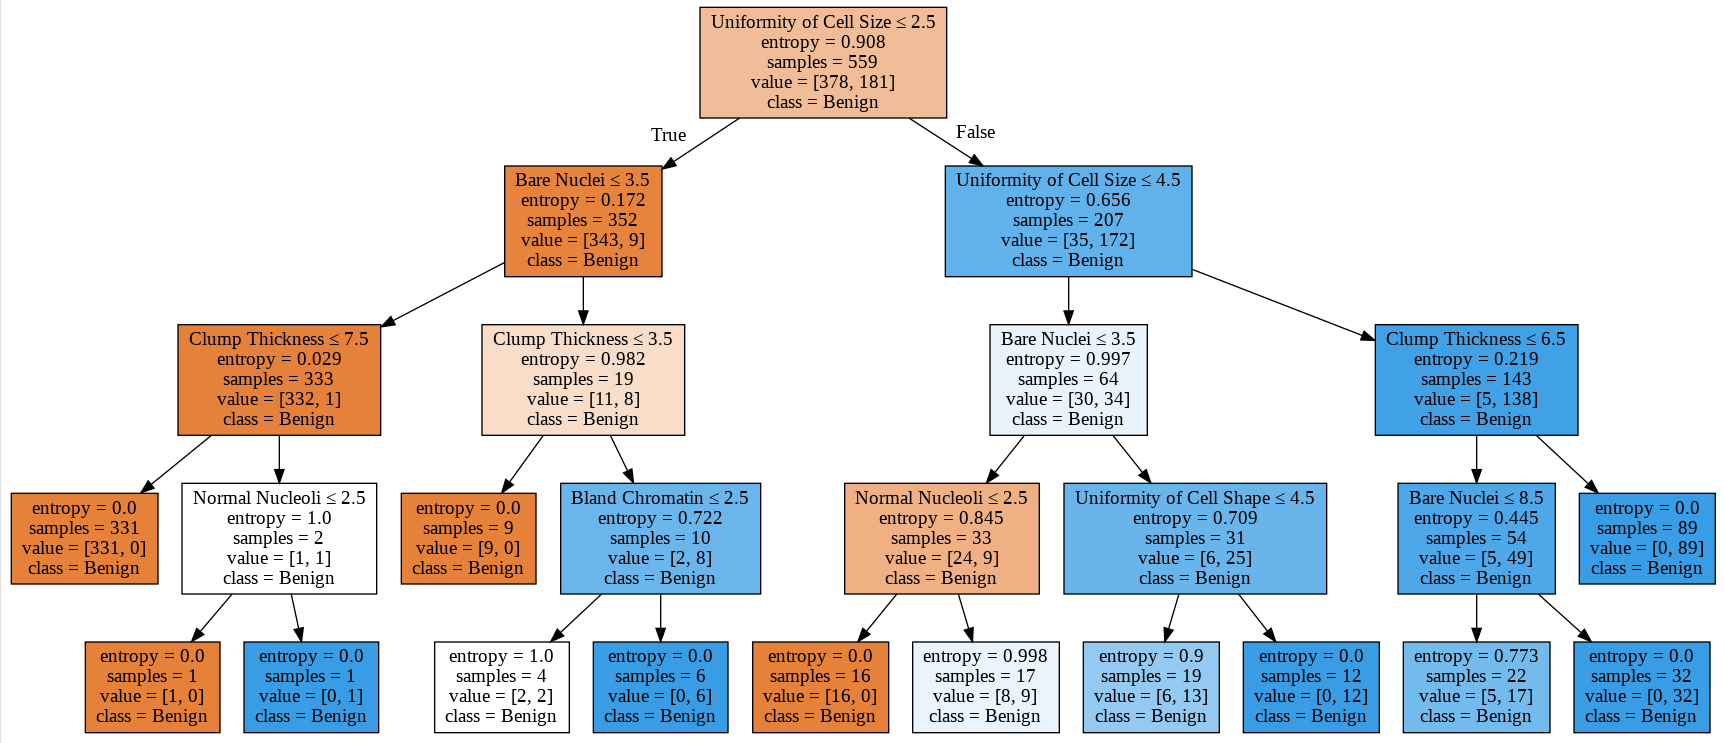 Uniformity of Cell Size ≤ 2.5
entropy = 0.908
samples = 559
value = [378, 181]
class = Benign
True
False
Bare Nuclei ≤ 3.5
entropy = 0.172
samples = 352
value = [343, 9]
class = Benign
Uniformity of Cell Size ≤ 4.5
entropy = 0.656
samples = 207
value = [35, 172]
class = Benign
Clump Thickness ≤ 7.5
entropy = 0.029
samples = 333
value = [332, 1]
class = Benign
Clump Thickness ≤ 3.5
entropy = 0.982
samples = 19
value = [11, 8]
class = Benign
Bare Nuclei ≤ 3.5
entropy = 0.997
samples = 64
value = [30, 34]
class = Benign
Clump Thickness ≤ 6.5
entropy = 0.219
samples = 143
value = [5, 138]
class = Benign
entropy = 0.0
samples = 331
value = [331, 0]
class = Benign
Normal Nucleoli ≤ 2.5
entropy = 1.0
samples = 2
value = [1, 1]
class = Benign
entropy = 0.0
samples = 9
value = [9, 0]
class = Benign
Bland Chromatin ≤ 2.5
entropy = 0.722
samples = 10
value = [2, 8]
class = Benign
Normal Nucleoli ≤ 2.5
entropy = 0.845
samples = 33
value = [24, 9]
class = Benign
Uniformity of Cell Shape ≤ 4.5
entropy = 0.709
samples = 31
value = [6, 25]
class = Benign
Bare Nuclei ≤ 8.5
entropy = 0.445
samples = 54
value = [5, 49]
class = Benign
entropy = 0.0
samples = 89
value = [0, 89]
class = Benign
entropy = 0.0
samples = 1
value = [1, 0]
class = Benign
entropy = 0.0
samples = 1
value = [0, 1]
class = Benign
entropy = 1.0
samples = 4
value = [2, 2]
class = Benign
entropy = 0.0
samples = 6
value = [0, 6]
class = Benign
entropy = 0.0
samples = 16
value = [16, 0]
class = Benign
entropy = 0.998
samples = 17
value = [8, 9]
class = Benign
entropy = 0.9
samples = 19
value = [6, 13]
class = Benign
entropy = 0.0
samples = 12
value = [0, 12]
class = Benign
entropy = 0.773
samples = 22
value = [5, 17]
class = Benign
entropy = 0.0
samples = 32
value = [0, 32]
class = Benign